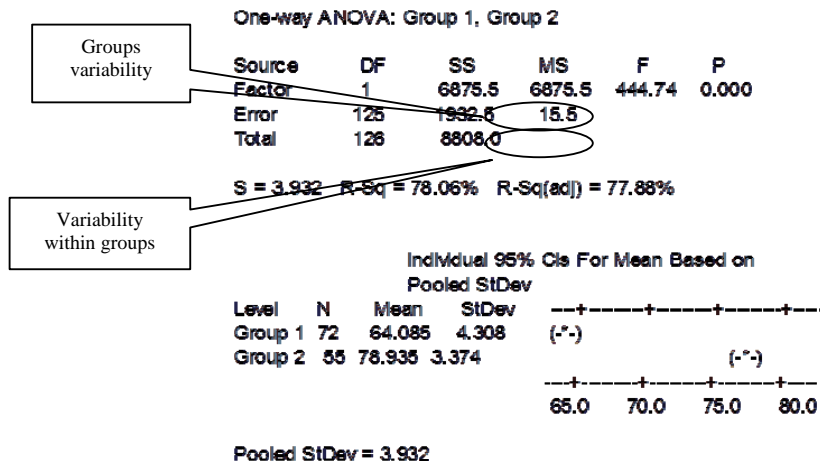 One-way ANOVA: Group 1, Group 2
Groups
variability
Source DF SS MS F P
Factor 1 6875.5 6875.5 444.74 0.000
Error 125 1932.5 15.5
Total 126 8808.0
S = 3.932 R-Sq = 78.06% R-Sq(adj) = 77.88%
Variability
within groups
Individual 95% CIs For Mean Based on
Pooled StDev
Level N Mean StDev ---+-------+-------+-------+---
Group 1 72 64.085 4.308 (-*-)
Group 2 55 78.935 3.374 (-*-)
---+-------+-------+-------+---
65.0 70.0 75.0 80.0
Pooled StDev = 3.932